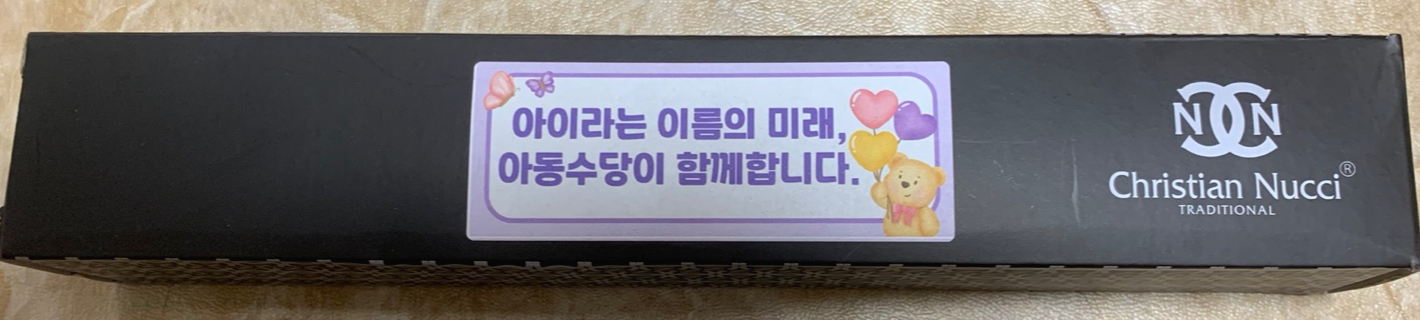 아이라는 이름의 미래,
아동수당이 함께합니다.
NCCN
Christian Nucci®
TRADITIONAL